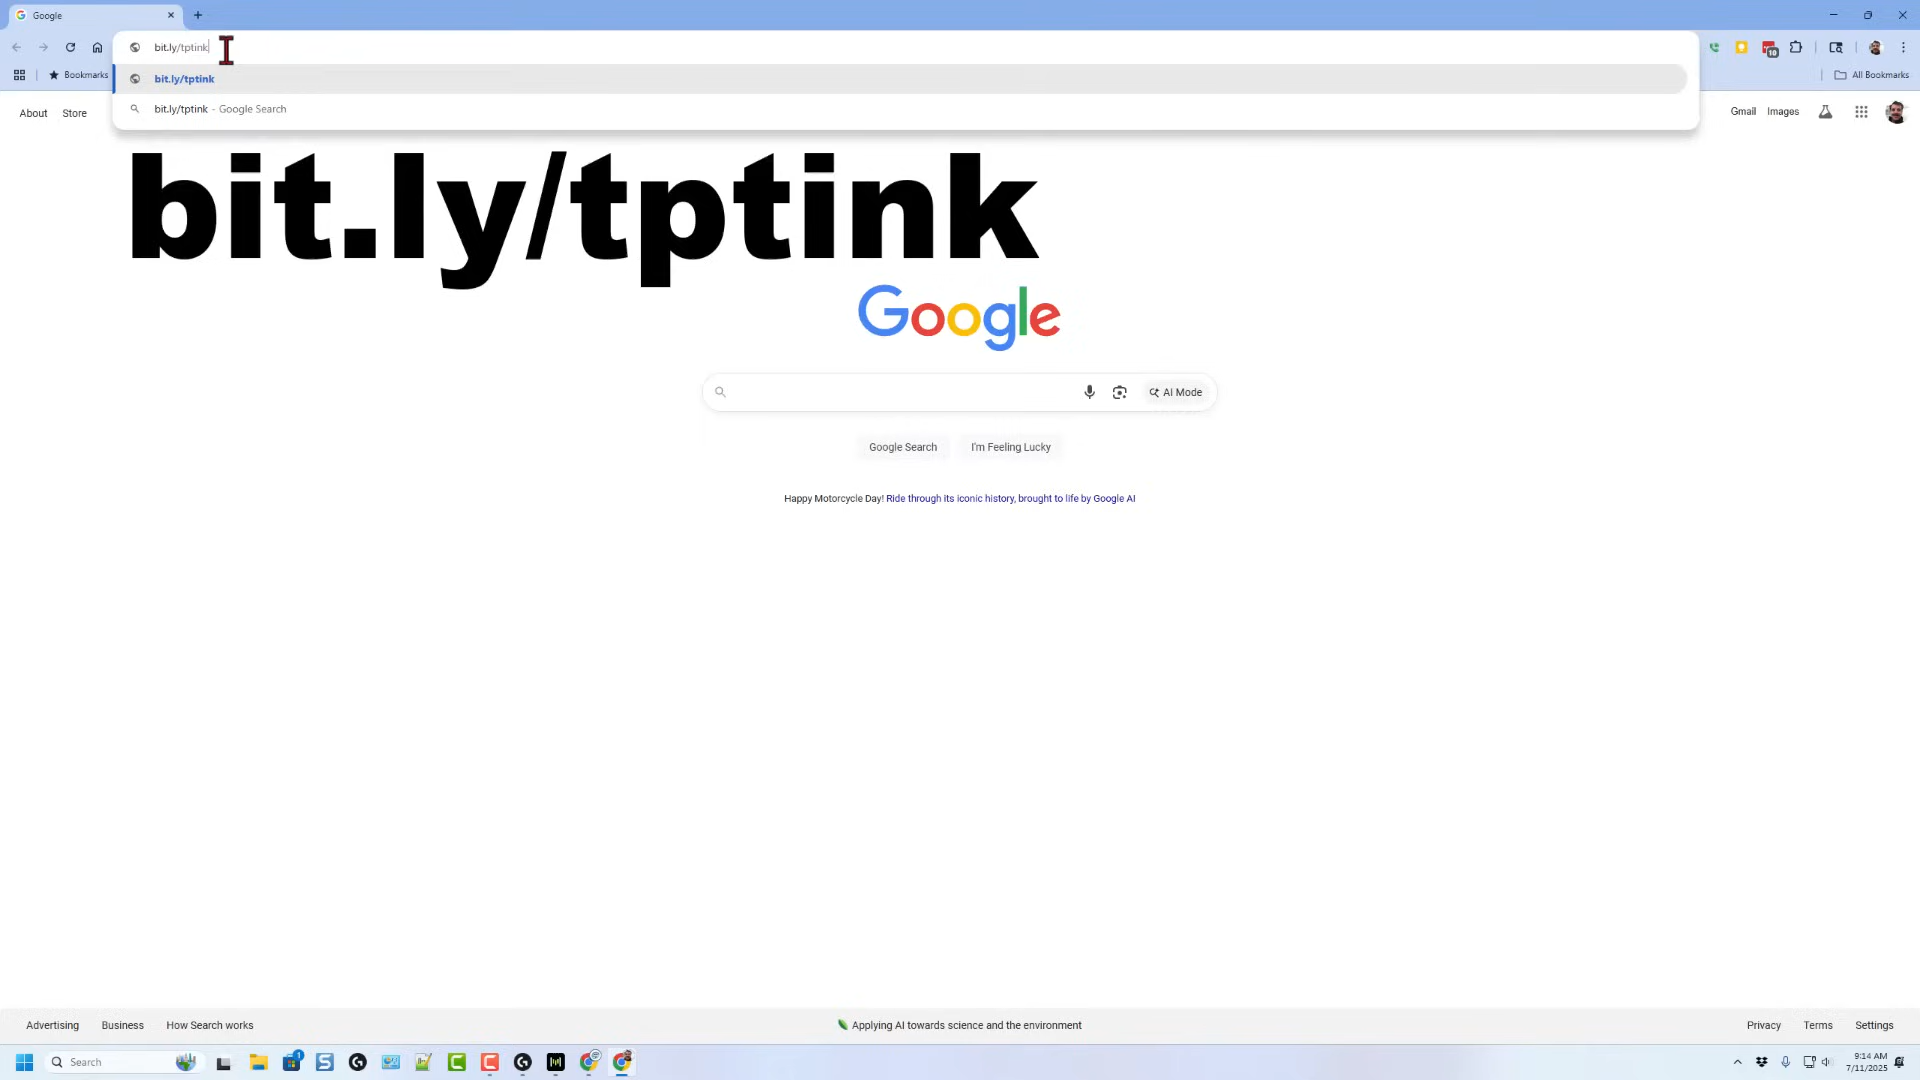 Google
bit.ly/tptink
Bookmarks
bit.ly/tptink
All Bookmarks
bit.ly/tptink - Google Search
10
About
Store
Gmail
Images
bit.ly/tptink
Google
AI Mode
Google Search
I'm Feeling Lucky
Happy Motorcycle Day! Ride through its iconic history, brought to life by Google AI
Advertising
Business
How Search works
Applying AI towards science and the environment
Privacy
Terms
Settings
Search
1
9:14 AM
7/11/2025